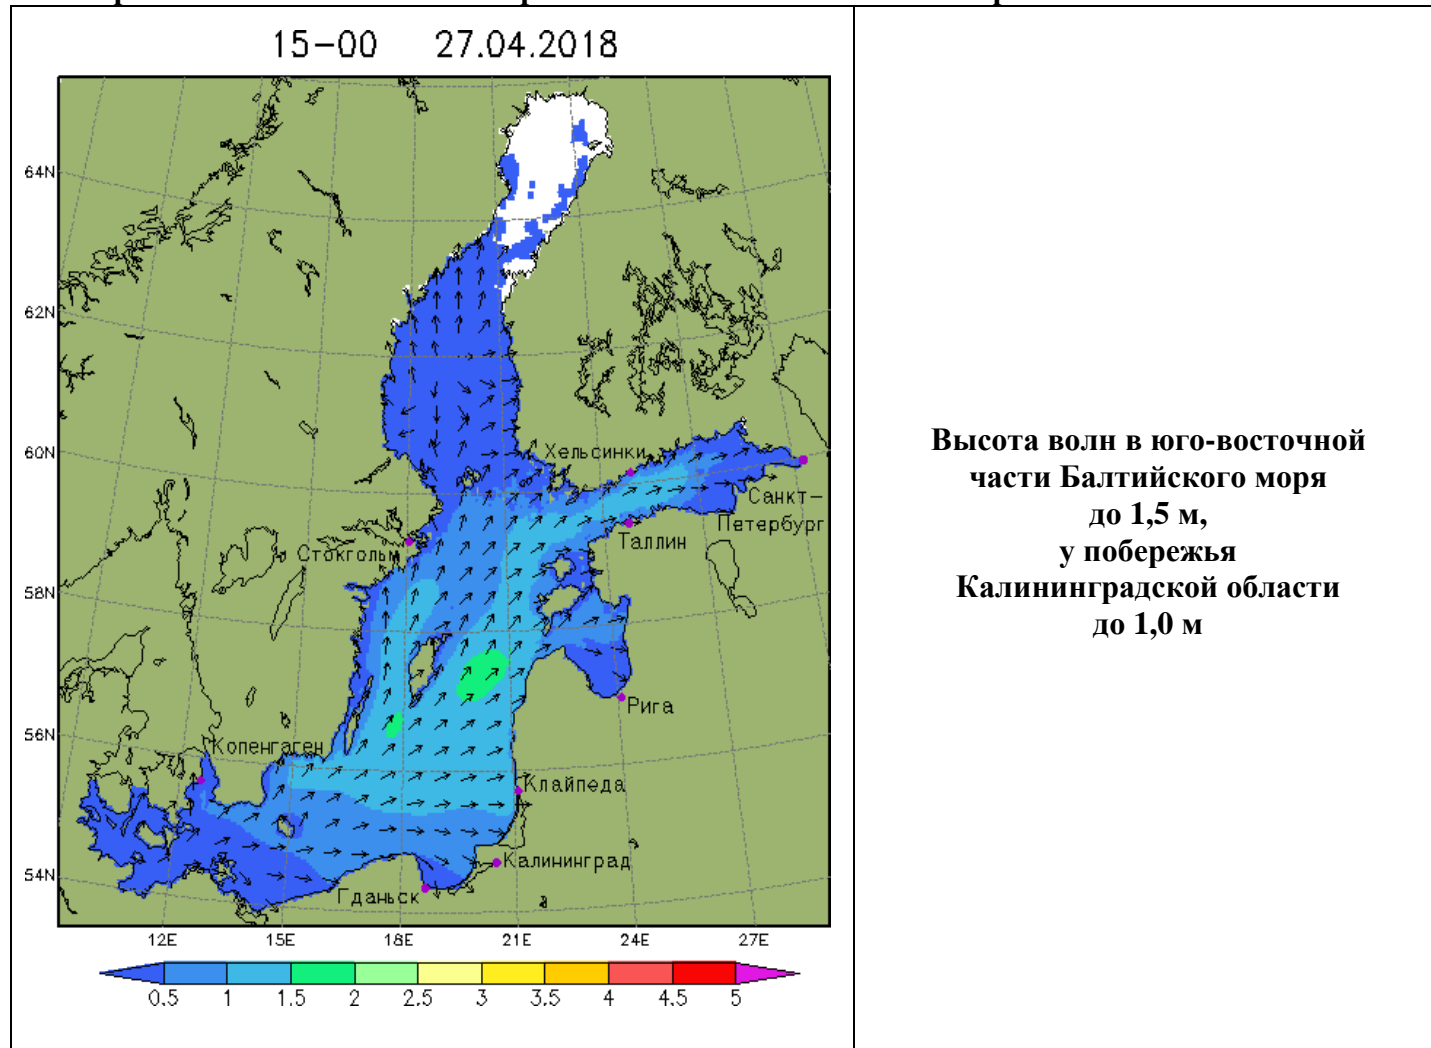 15-00 27.04.2018
64N
62N
60N
58N
56N
54N
Хельсинки
Санкт-
Петербург
Таллин
Стокгольм
Рига
Копенгаген
Клайпеда
Калининград
Гданьск
12E 15E 18E 21E 24E 27E
0.5 1 1.5 2 2.5 3 3.5 4 4.5 5
Высота волн в юго-восточной
части Балтийского моря
до 1,5 м,
у побережья
Калининградской области
до 1,0 м